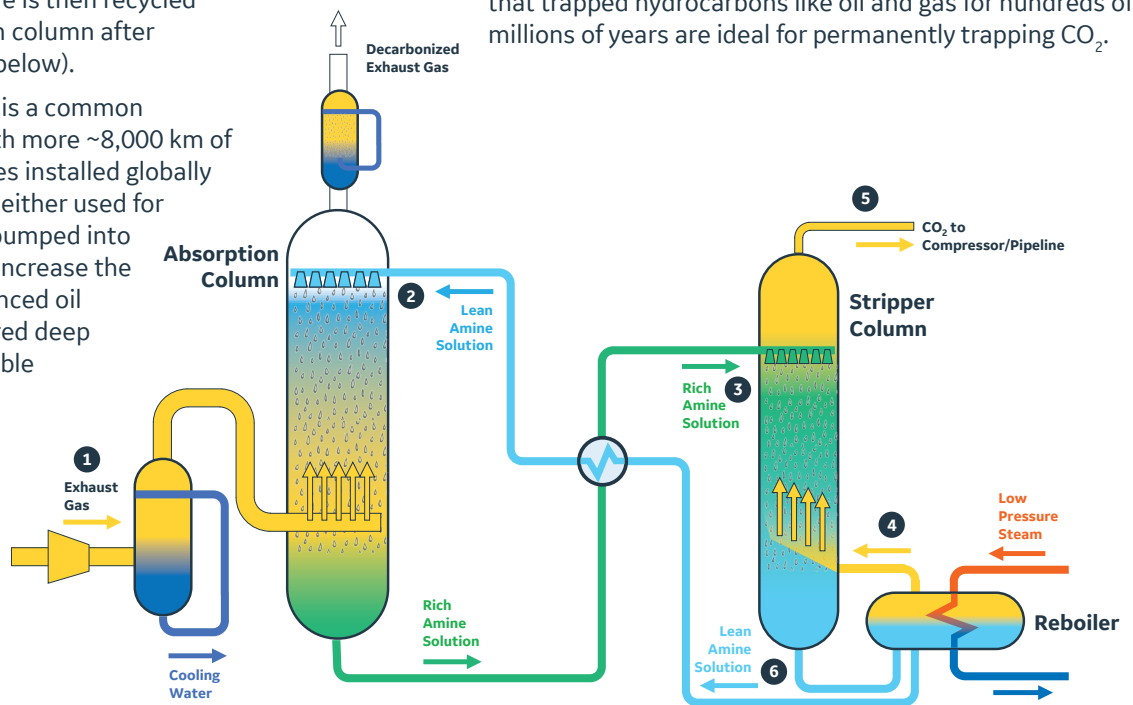 e is then recycled
n column after
below).
is a common
th more ~8,000 km of
es installed globally
either used for
pumped into
increase the
nced oil
red deep
ble
that trapped hydrocarbons like oil and gas for hundreds of
millions of years are ideal for permanently trapping CO₂.
Decarbonized
Exhaust Gas
Absorption
Column
2
Lean
Amine
Solution
1
Exhaust
Gas
Cooling
Water
Rich
Amine
Solution
Rich
Amine
Solution
3
5
CO₂ to
Compressor/Pipeline
Stripper
Column
4
Low
Pressure
Steam
Reboiler
Lean
Amine
Solution
6